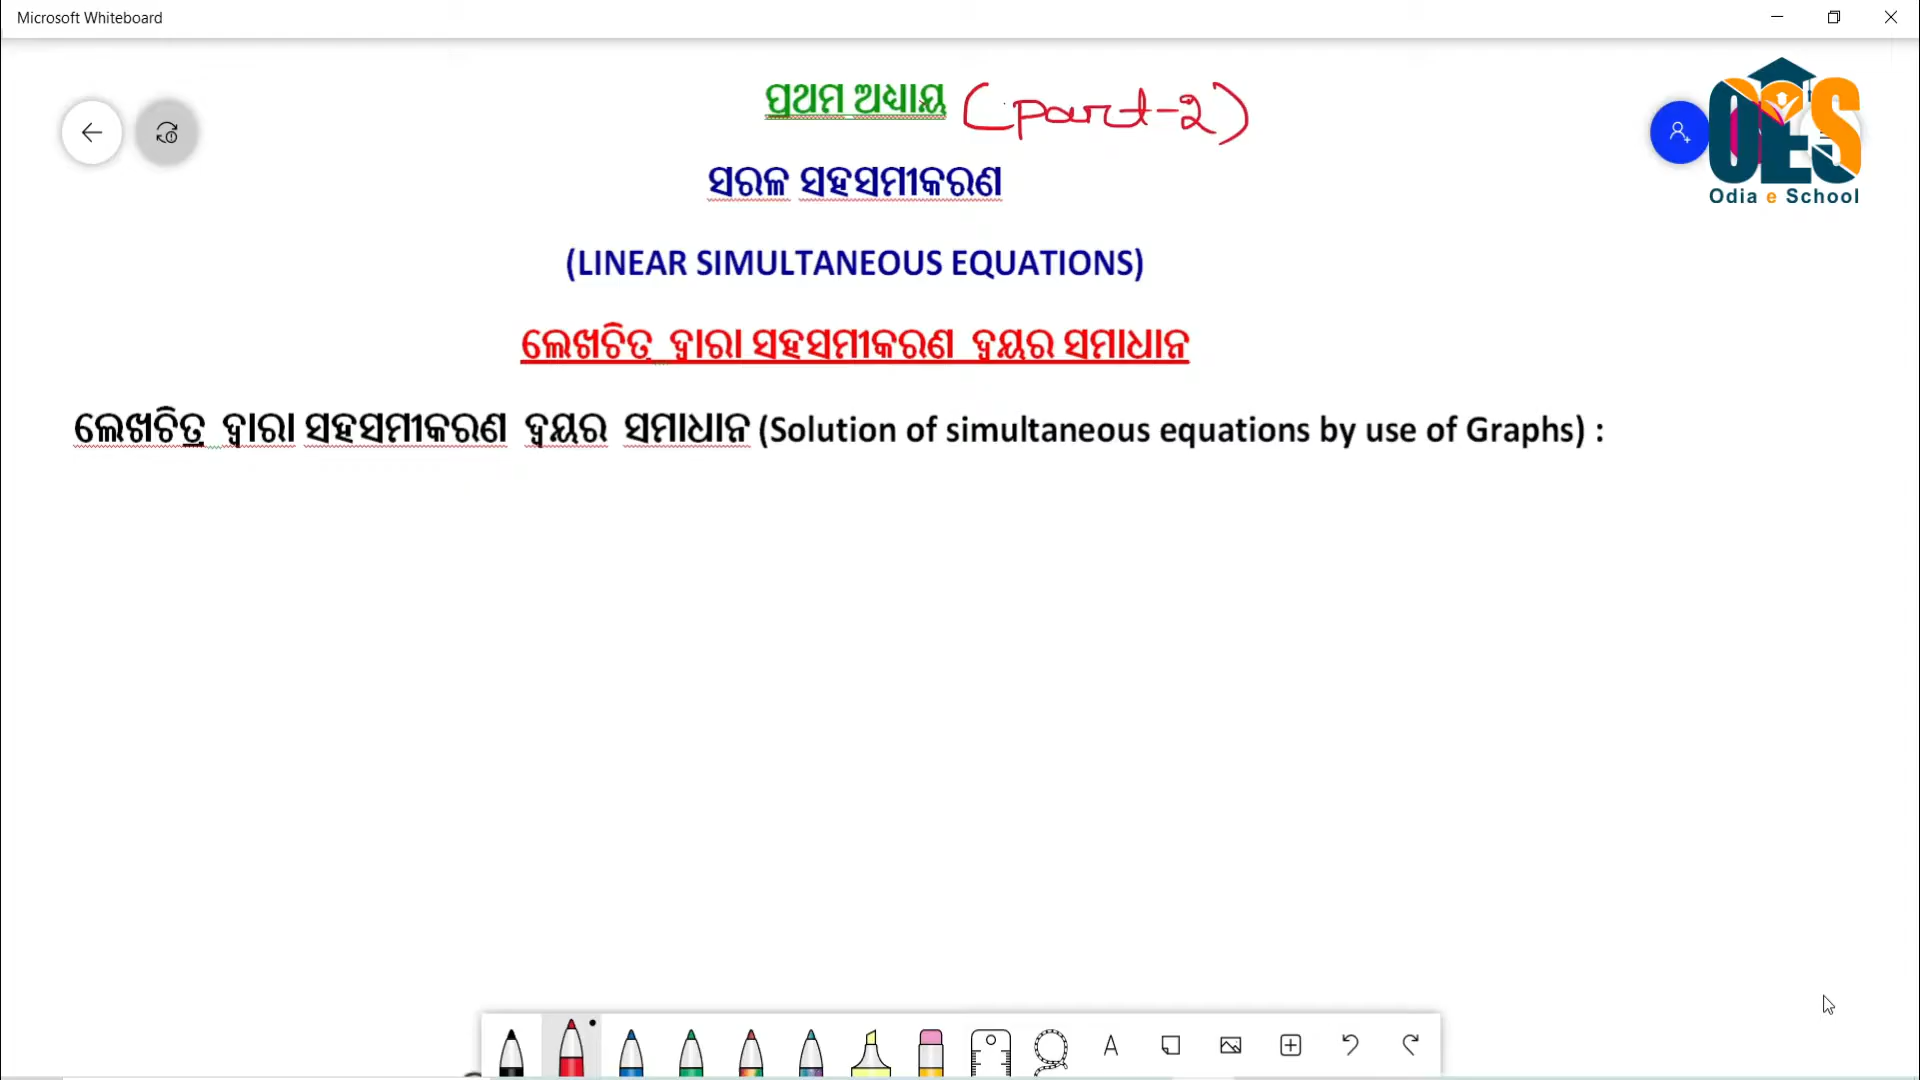 Microsoft Whiteboard
ପ୍ରଥମ ଅଧ୍ୟାୟ (part-2)
OES
Odia e School
ସରଳ ସହସମୀକରଣ
(LINEAR SIMULTANEOUS EQUATIONS)
ଲେଖଚିତ୍ର ଦ୍ୱାରା ସହସମୀକରଣ ଦ୍ୱୟର ସମାଧାନ
ଲେଖଚିତ୍ର ଦ୍ୱାରା ସହସମୀକରଣ ଦ୍ୱୟର ସମାଧାନ (Solution of simultaneous equations by use of Graphs) :